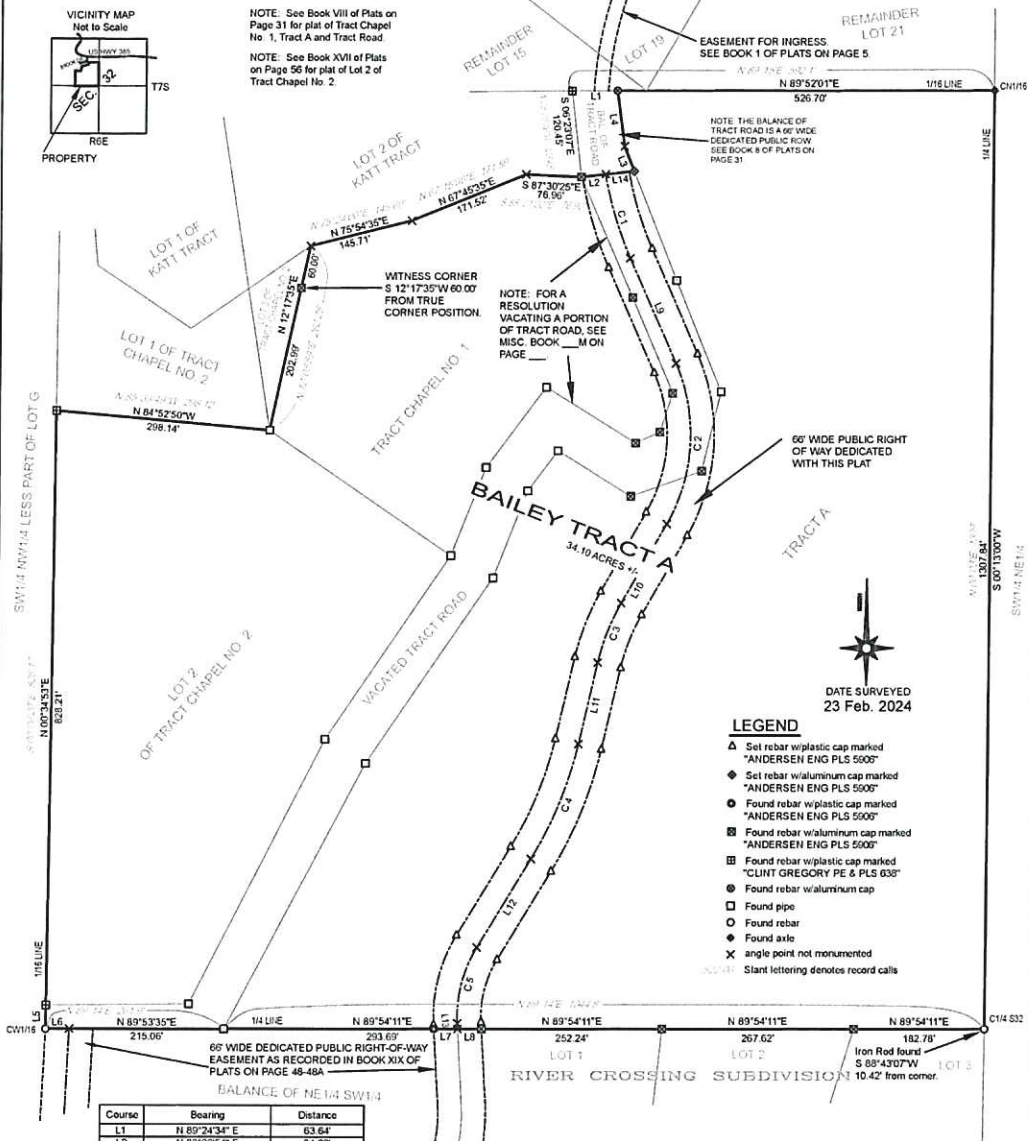 VICINITY MAP
Not to Scale
US HWY 385
SEC. 32
T7S
R6E
PROPERTY
NOTE: See Book VIII of Plats on
Page 31 for plat of Tract Chapel
No. 1, Tract A and Tract Road.
NOTE: See Book XVII of Plats
on Page 56 for plat of Lot 2 of
Tract Chapel No. 2.
REMAINDER
LOT 15
LOT 19
REMAINDER
LOT 21
EASEMENT FOR INGRESS.
SEE BOOK 1 OF PLATS ON PAGE 5.
N 89°52'01"E
526.70'
1/16 LINE
CN1/16
1/4 LINE
L1
L4
L3
S 06°23'07"E
120.45'
BAL. OF
TRACT ROAD
NOTE: THE BALANCE OF
TRACT ROAD IS A 66' WIDE
DEDICATED PUBLIC ROW
SEE BOOK 8 OF PLATS ON
PAGE 31
LOT 2 OF
KATT TRACT
LOT 1 OF
KATT TRACT
N 67°45'35"E
171.52'
S 87°30'25"E
76.96'
L2
L14
C1
N 75°54'35"E
145.71'
60.00'
N 12°17'35"E
202.99'
WITNESS CORNER
S 12°17'35"W 60.00'
FROM TRUE
CORNER POSITION.
NOTE: FOR A
RESOLUTION
VACATING A PORTION
OF TRACT ROAD, SEE
MISC. BOOK ___M ON
PAGE ___.
L9
LOT 1 OF TRACT
CHAPEL NO. 2
N 84°52'50"W
298.14'
TRACT CHAPEL NO. 1
C2
66' WIDE PUBLIC RIGHT
OF WAY DEDICATED
WITH THIS PLAT
SW1/4 NW1/4 LESS PART OF LOT G
BAILEY TRACT A
34.10 ACRES +/-
TRACT A
1307.84'
S 00°13'00"W
SW1/4 NE1/4
L10
C3
L11
VACATED TRACT ROAD
LOT 2
OF TRACT CHAPEL NO. 2
N 00°34'53"E
828.21'
C4
L12
C5
L13
DATE SURVEYED
23 Feb. 2024
LEGEND
Set rebar w/plastic cap marked
"ANDERSEN ENG PLS 5906"
Set rebar w/aluminum cap marked
"ANDERSEN ENG PLS 5906"
Found rebar w/plastic cap marked
"ANDERSEN ENG PLS 5906"
Found rebar w/aluminum cap marked
"ANDERSEN ENG PLS 5906"
Found rebar w/plastic cap marked
"CLINT GREGORY PE & PLS 638"
Found rebar w/aluminum cap
Found pipe
Found rebar
Found axle
angle point not monumented
Slant lettering denotes record calls
1/16 LINE
L5
CW1/16
L6
N 89°53'35"E
215.06'
1/4 LINE
N 89°54'11"E
293.69'
L7
L8
N 89°54'11"E
252.24'
N 89°54'11"E
267.62'
N 89°54'11"E
182.78'
C1/4 S32
66' WIDE DEDICATED PUBLIC RIGHT-OF-WAY
EASEMENT AS RECORDED IN BOOK XIX OF
PLATS ON PAGE 48-48A
BALANCE OF NE1/4 SW1/4
LOT 1
LOT 2
LOT 3
RIVER CROSSING SUBDIVISION
Iron Rod found
S 88°43'07"W
10.42' from corner.
Course Bearing Distance
L1 N 89°24'34" E 63.64'